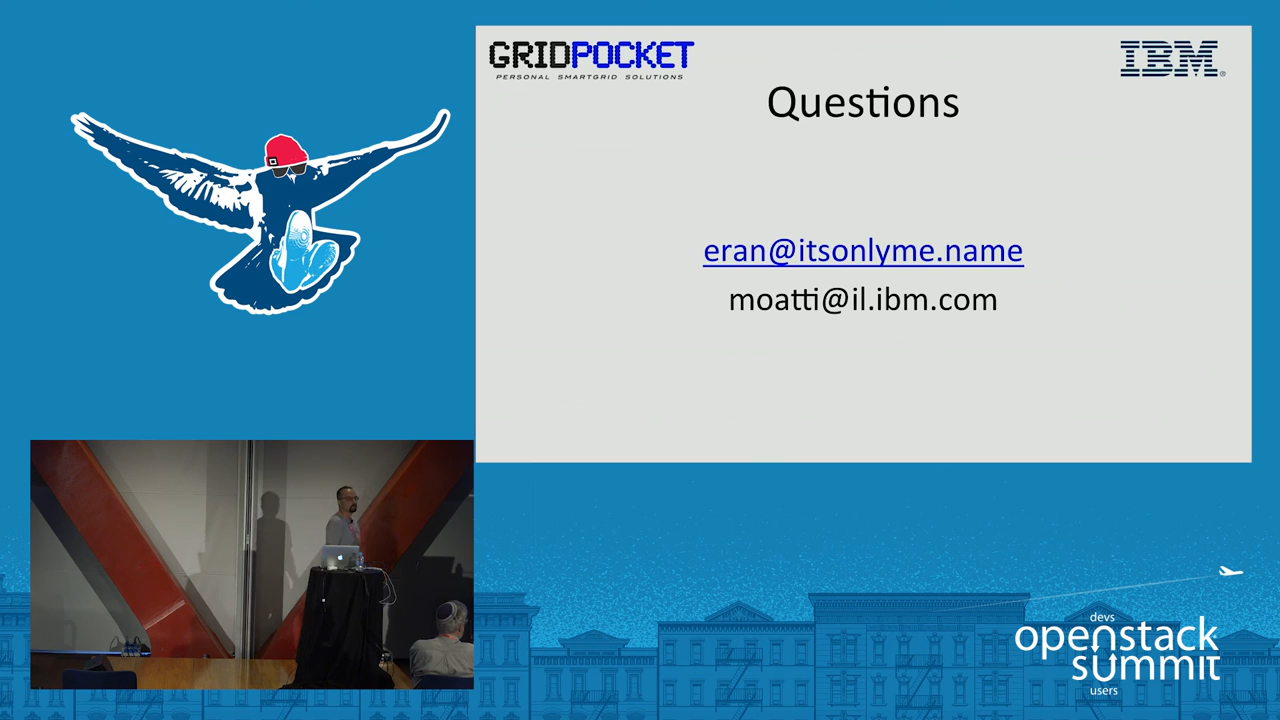 GRIDPOCKET
PERSONAL SMARTGRID SOLUTIONS
IBM®
Questions
eran@itsonlyme.name
moatti@il.ibm.com
devs
openstack
summit
users